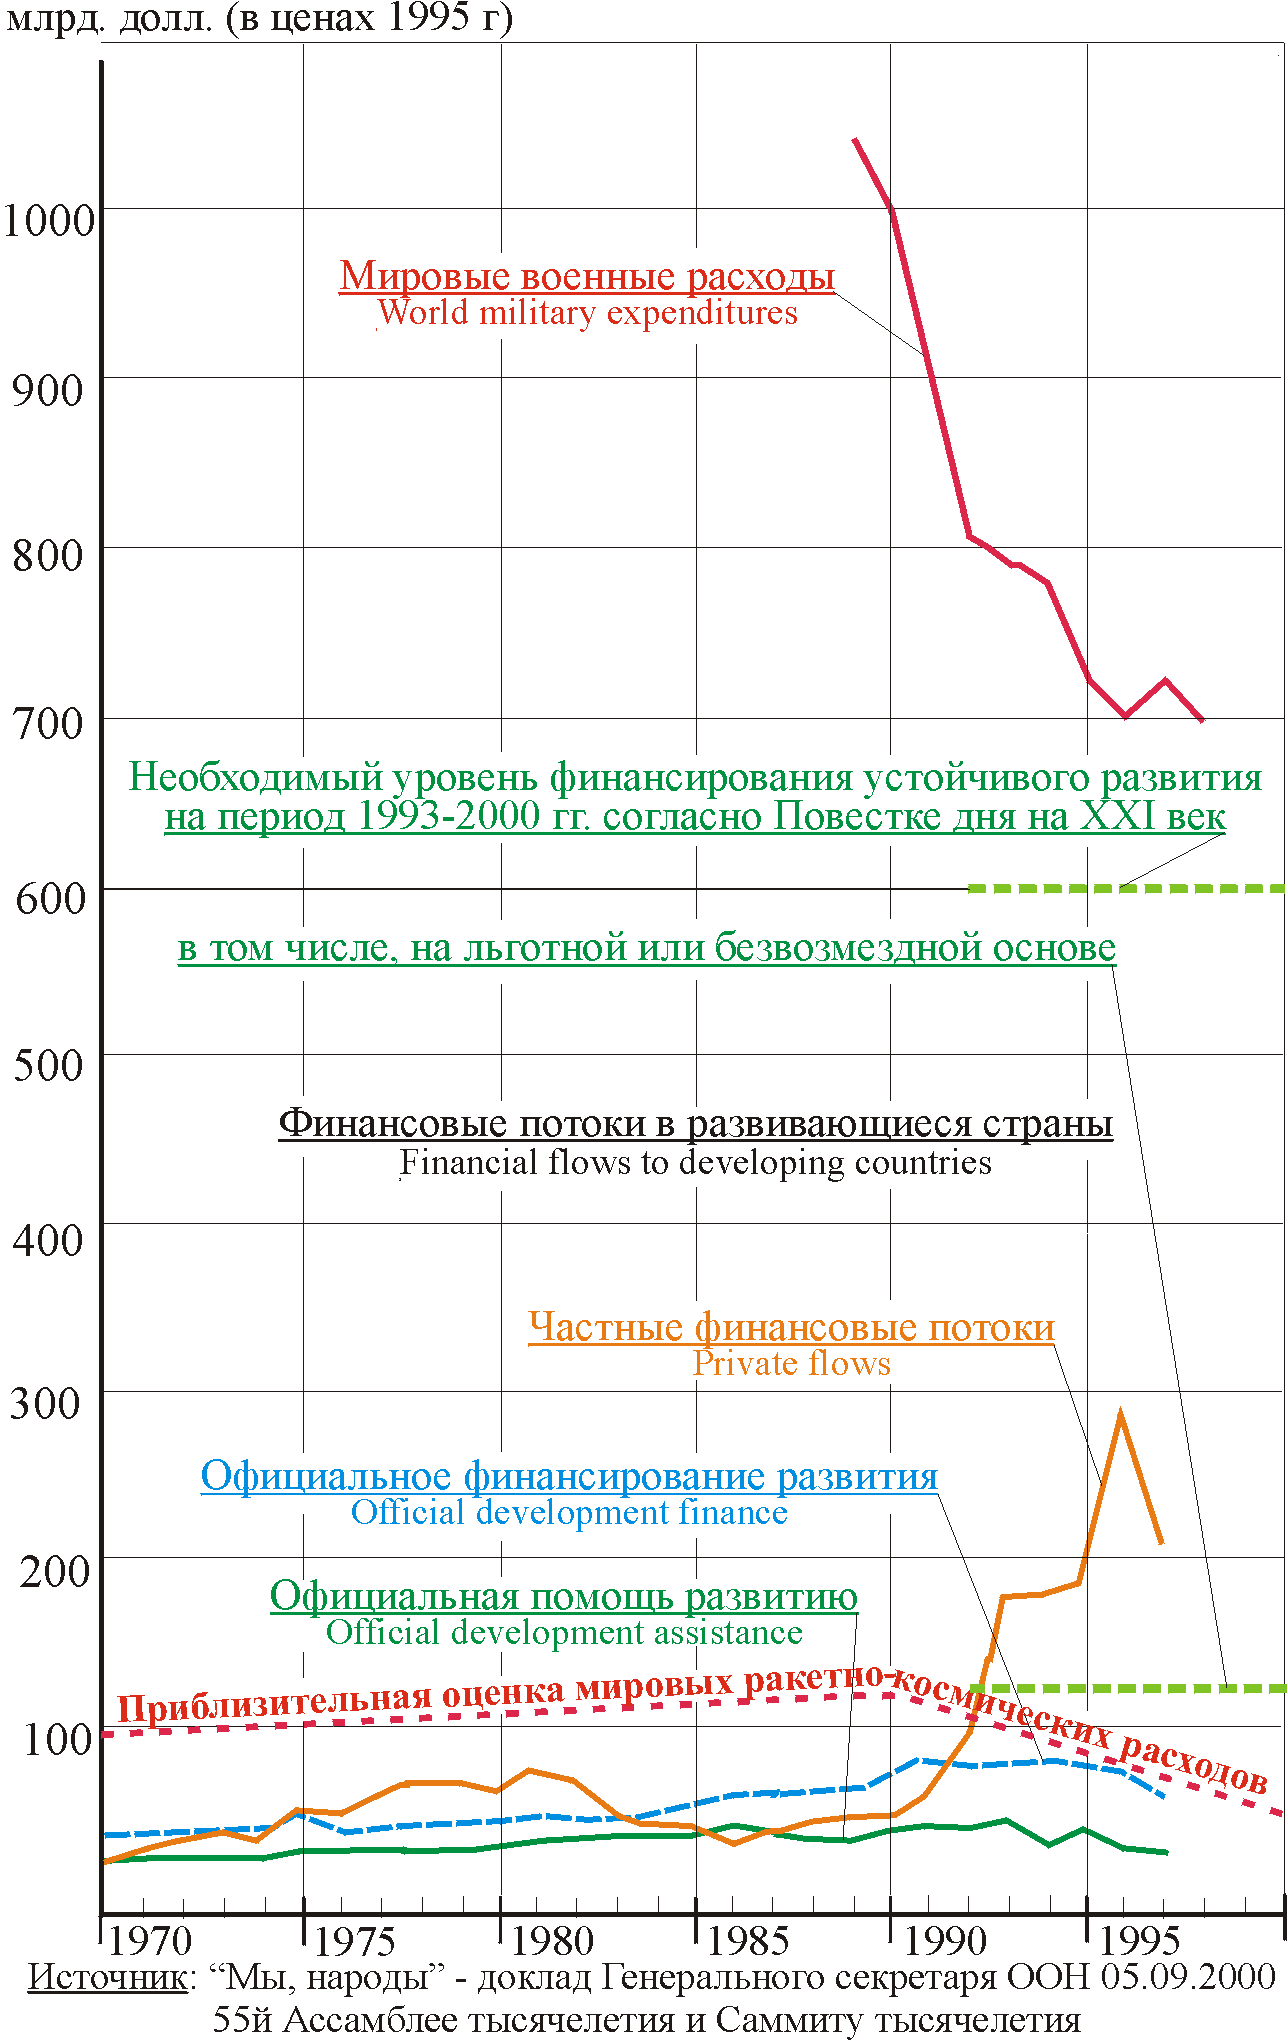 млрд. долл. (в ценах 1995 г)
1000
Мировые военные расходы
World military expenditures
900
800
700
Необходимый уровень финансирования устойчивого развития
на период 1993-2000 гг. согласно Повестке дня на XXI век
600
в том числе, на льготной или безвозмездной основе
500
Финансовые потоки в развивающиеся страны
Financial flows to developing countries
400
Частные финансовые потоки
Private flows
300
Официальное финансирование развития
Official development finance
200
Официальная помощь развитию
Official development assistance
Приблизительная оценка мировых ракетно-космических расходов
100
1970 1975 1980 1985 1990 1995
Источник: “Мы, народы” - доклад Генерального секретаря ООН 05.09.2000
55й Ассамблее тысячелетия и Саммиту тысячелетия